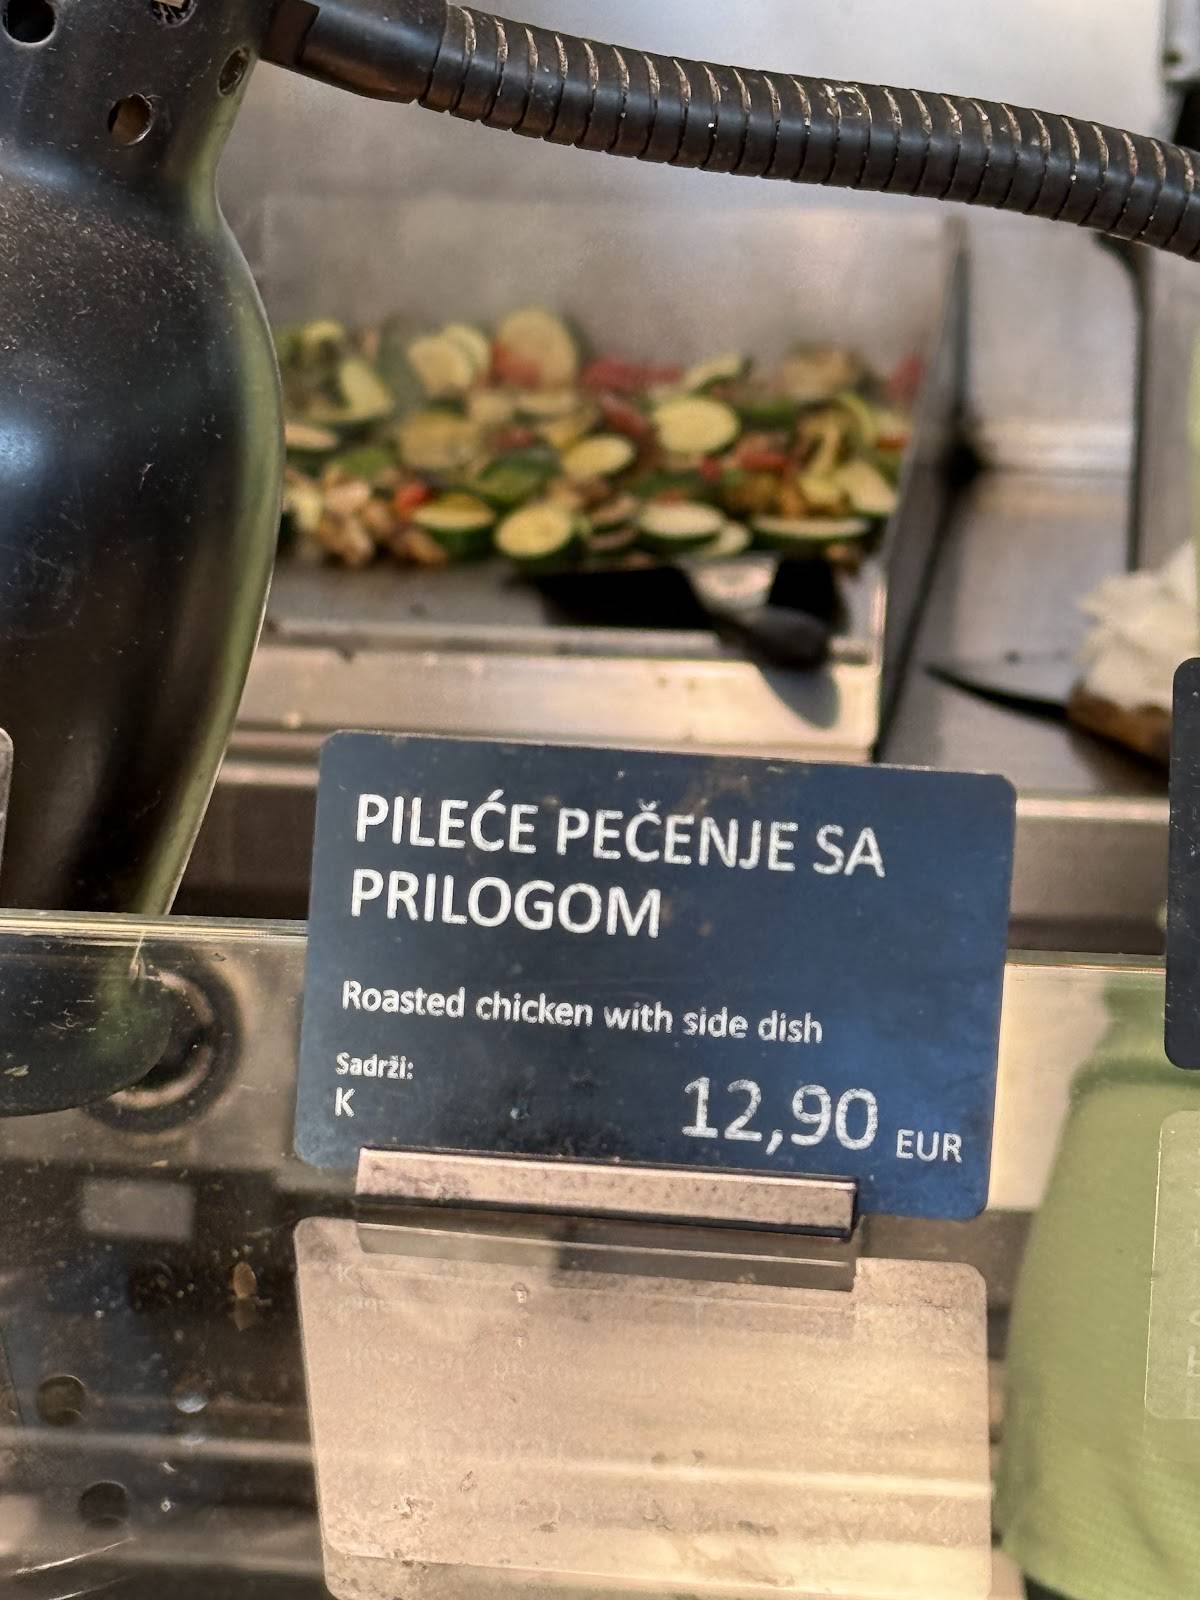 PILEĆE PEČENJE SA
PRILOGOM
Roasted chicken with side dish
Sadrži:
K
12,90 EUR